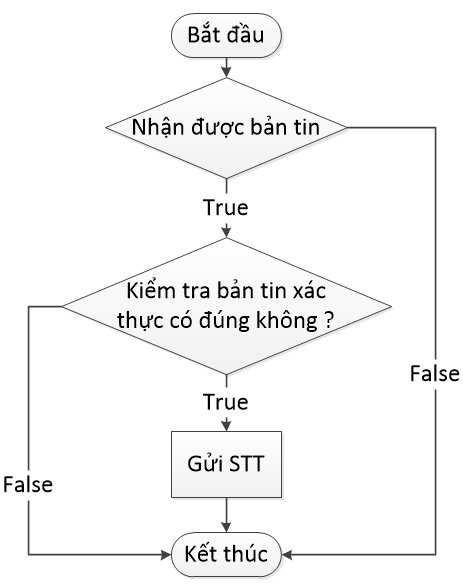 Bắt đầu
Nhận được bản tin
True
Kiểm tra bản tin xác
thực có đúng không ?
False
True
Gửi STT
False
Kết thúc